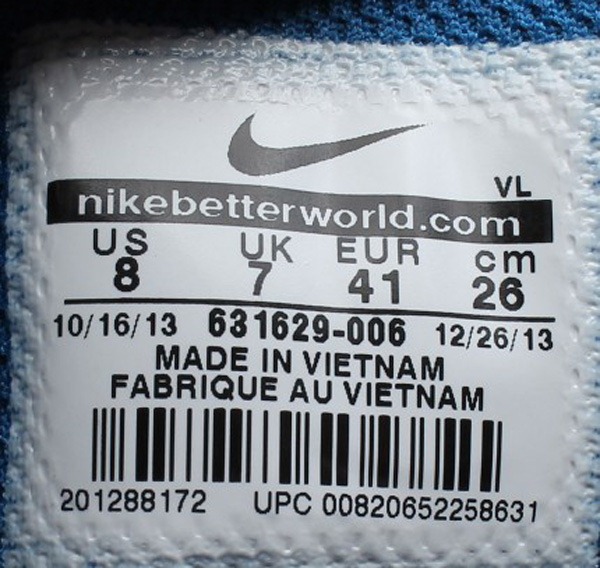 VL
nikebetterworld.com
US UK EUR cm
8 7 41 26
10/16/13 631629-006 12/26/13
MADE IN VIETNAM
FABRIQUE AU VIETNAM
201288172 UPC 00820652258631